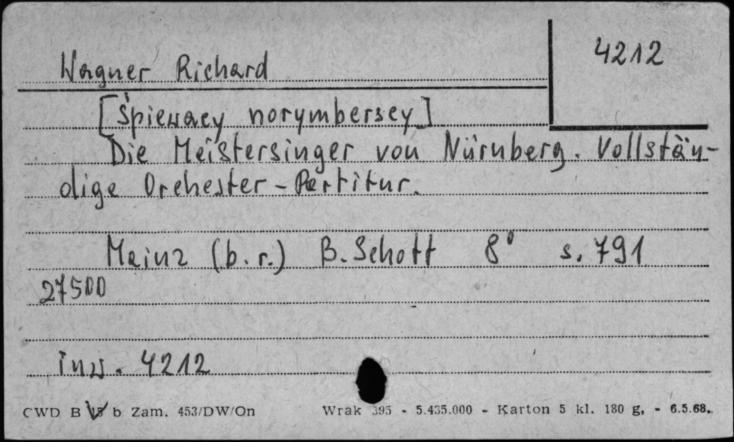 4212
Wagner Richard
[Śpiewacy norymberscy]
Die Meistersinger von Nürnberg. Vollstän-
dige Orchester-Partitur.
Mainz (b.r.) B. Schott 8° s. 791
27500
inw. 4212
CWD B b Zam. 453/DW/On Wrak 395 - 5.435.000 - Karton 5 kl. 180 g, - 6.5.68.